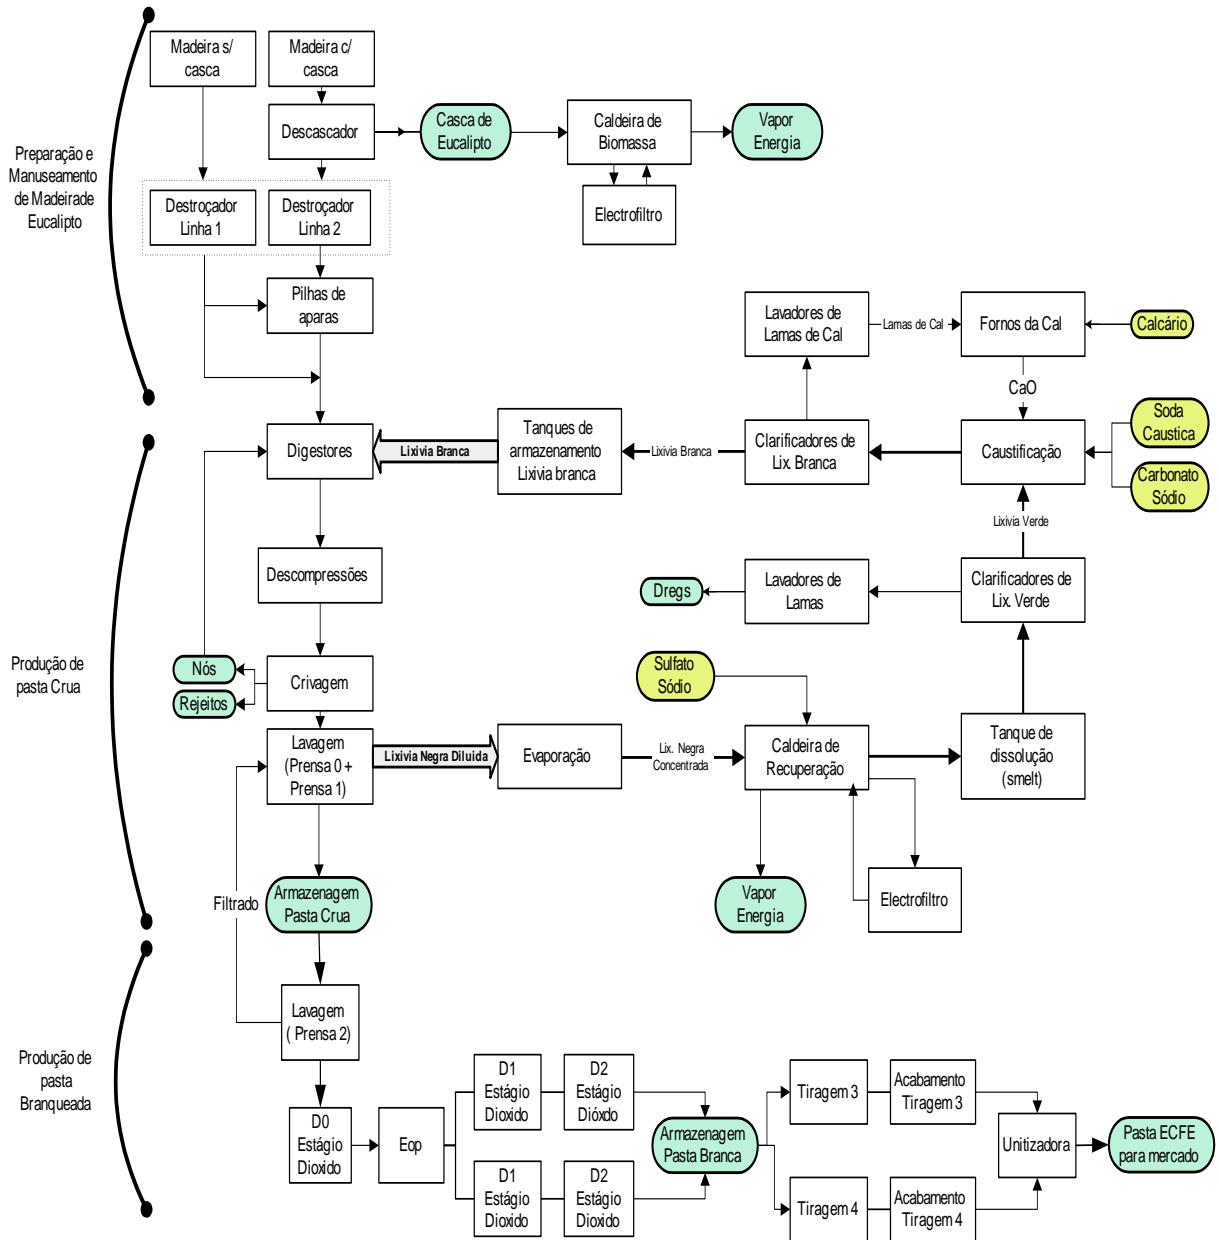 Madeira s/
casca
Madeira c/
casca
Descascador
Casca de
Eucalipto
Caldeira de
Biomassa
Vapor
Energia
Electrofiltro
Preparação e
Manuseamento
de Madeirade
Eucalipto
Destroçador
Linha 1
Destroçador
Linha 2
Pilhas de
aparas
Lavadores de
Lamas de Cal
Lamas de Cal
Fornos da Cal
Calcário
CaO
Soda
Caustica
Carbonato
Sódio
Digestores
Lixivia Branca
Tanques de
armazenamento
Lixivia branca
Lixivia Branca
Clarificadores de
Lix. Branca
Caustificação
Lixivia Verde
Descompressões
Dregs
Lavadores de
Lamas
Clarificadores de
Lix. Verde
Produção de
pasta Crua
Nós
Rejeitos
Crivagem
Sulfato
Sódio
Lavagem
(Prensa 0 +
Prensa 1)
Lixivia Negra Diluida
Evaporação
Lix. Negra
Concentrada
Caldeira de
Recuperação
Tanque de
dissolução
(smelt)
Vapor
Energia
Electrofiltro
Filtrado
Armazenagem
Pasta Crua
Lavagem
( Prensa 2)
Produção de
pasta
Branqueada
D0
Estágio
Dioxido
Eop
D1
Estágio
Dioxido
D2
Estágio
Dióxdo
D1
Estágio
Dioxido
D2
Estágio
Dioxido
Armazenagem
Pasta Branca
Tiragem 3
Acabamento
Tiragem 3
Tiragem 4
Acabamento
Tiragem 4
Unitizadora
Pasta ECFE
para mercado